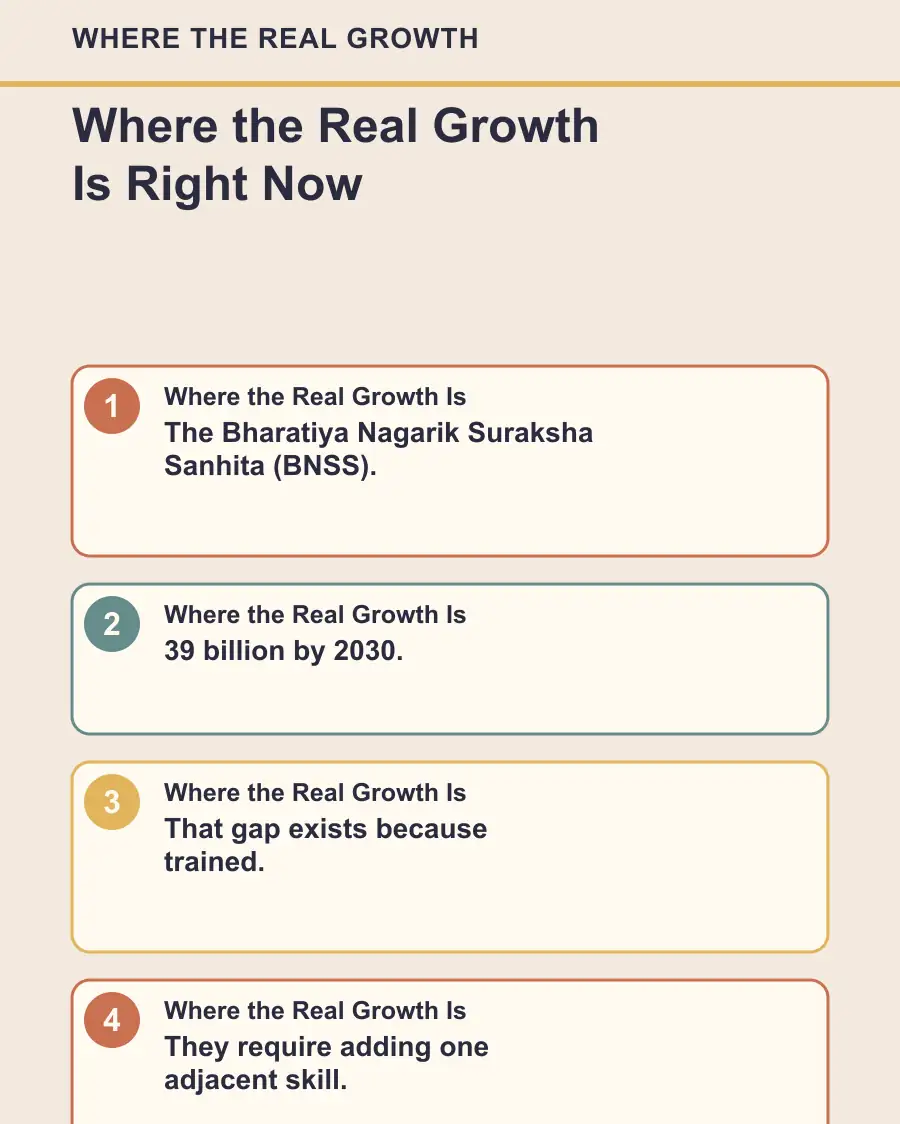 WHERE THE REAL GROWTH
Where the Real Growth
Is Right Now
1
Where the Real Growth Is
The Bharatiya Nagarik Suraksha
Sanhita (BNSS).
2
Where the Real Growth Is
39 billion by 2030.
3
Where the Real Growth Is
That gap exists because
trained.
4
Where the Real Growth Is
They require adding one
adjacent skill.